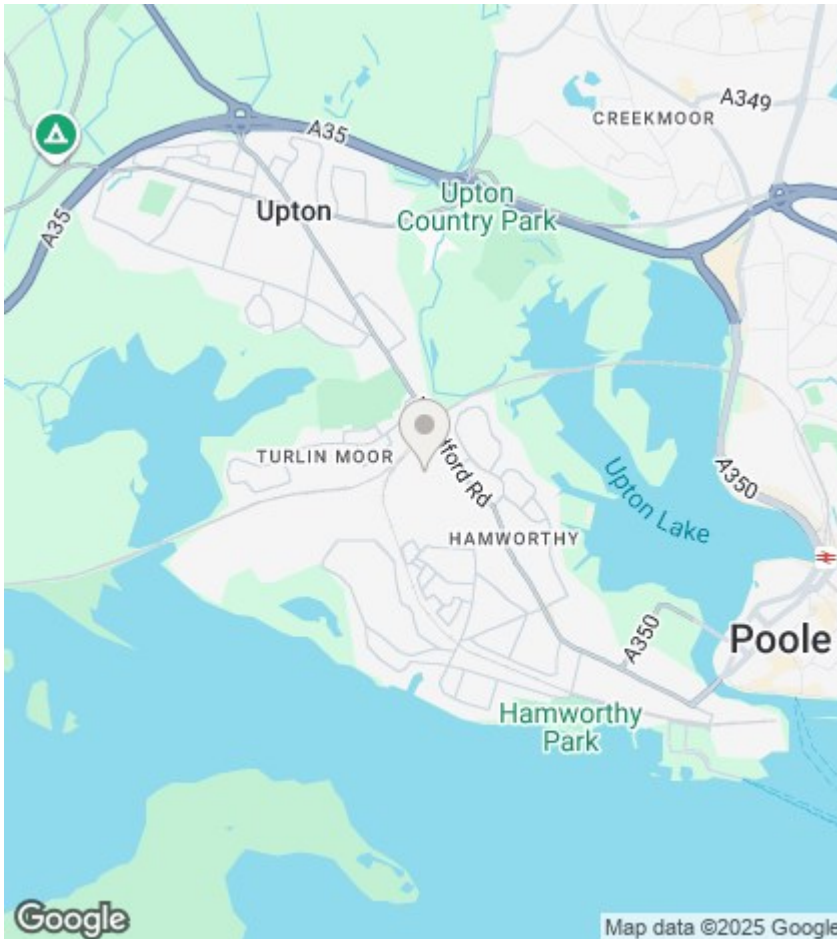 A349
CREEKMOOR
A35
Upton
Country Park
Upton
A35
TURLIN MOOR
lford Rd
A350
Upton Lake
HAMWORTHY
A350
Poole
Hamworthy
Park
Google
Map data ©2025 Google